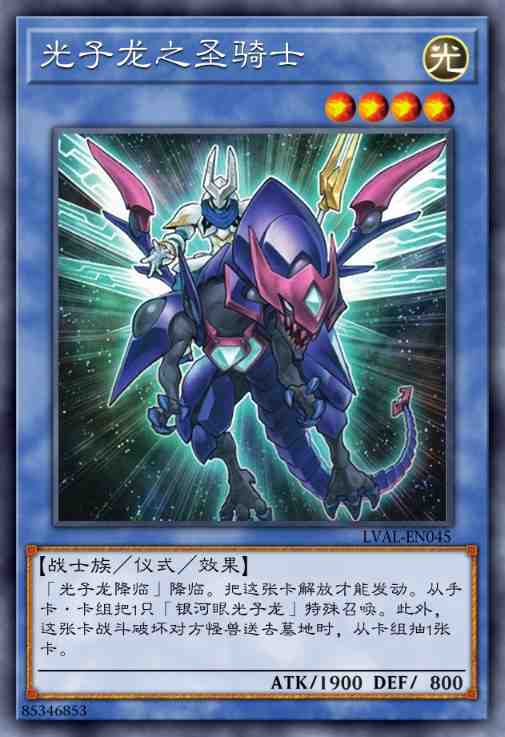 光子龙之圣骑士
光
LVAL-EN045
【战士族／仪式／效果】
「光子龙降临」降临。把这张卡解放才能发动。从手
卡·卡组把1只「银河眼光子龙」特殊召唤。此外，
这张卡战斗破坏对方怪兽送去墓地时，从卡组抽1张
卡。
ATK/1900 DEF/ 800
85346853